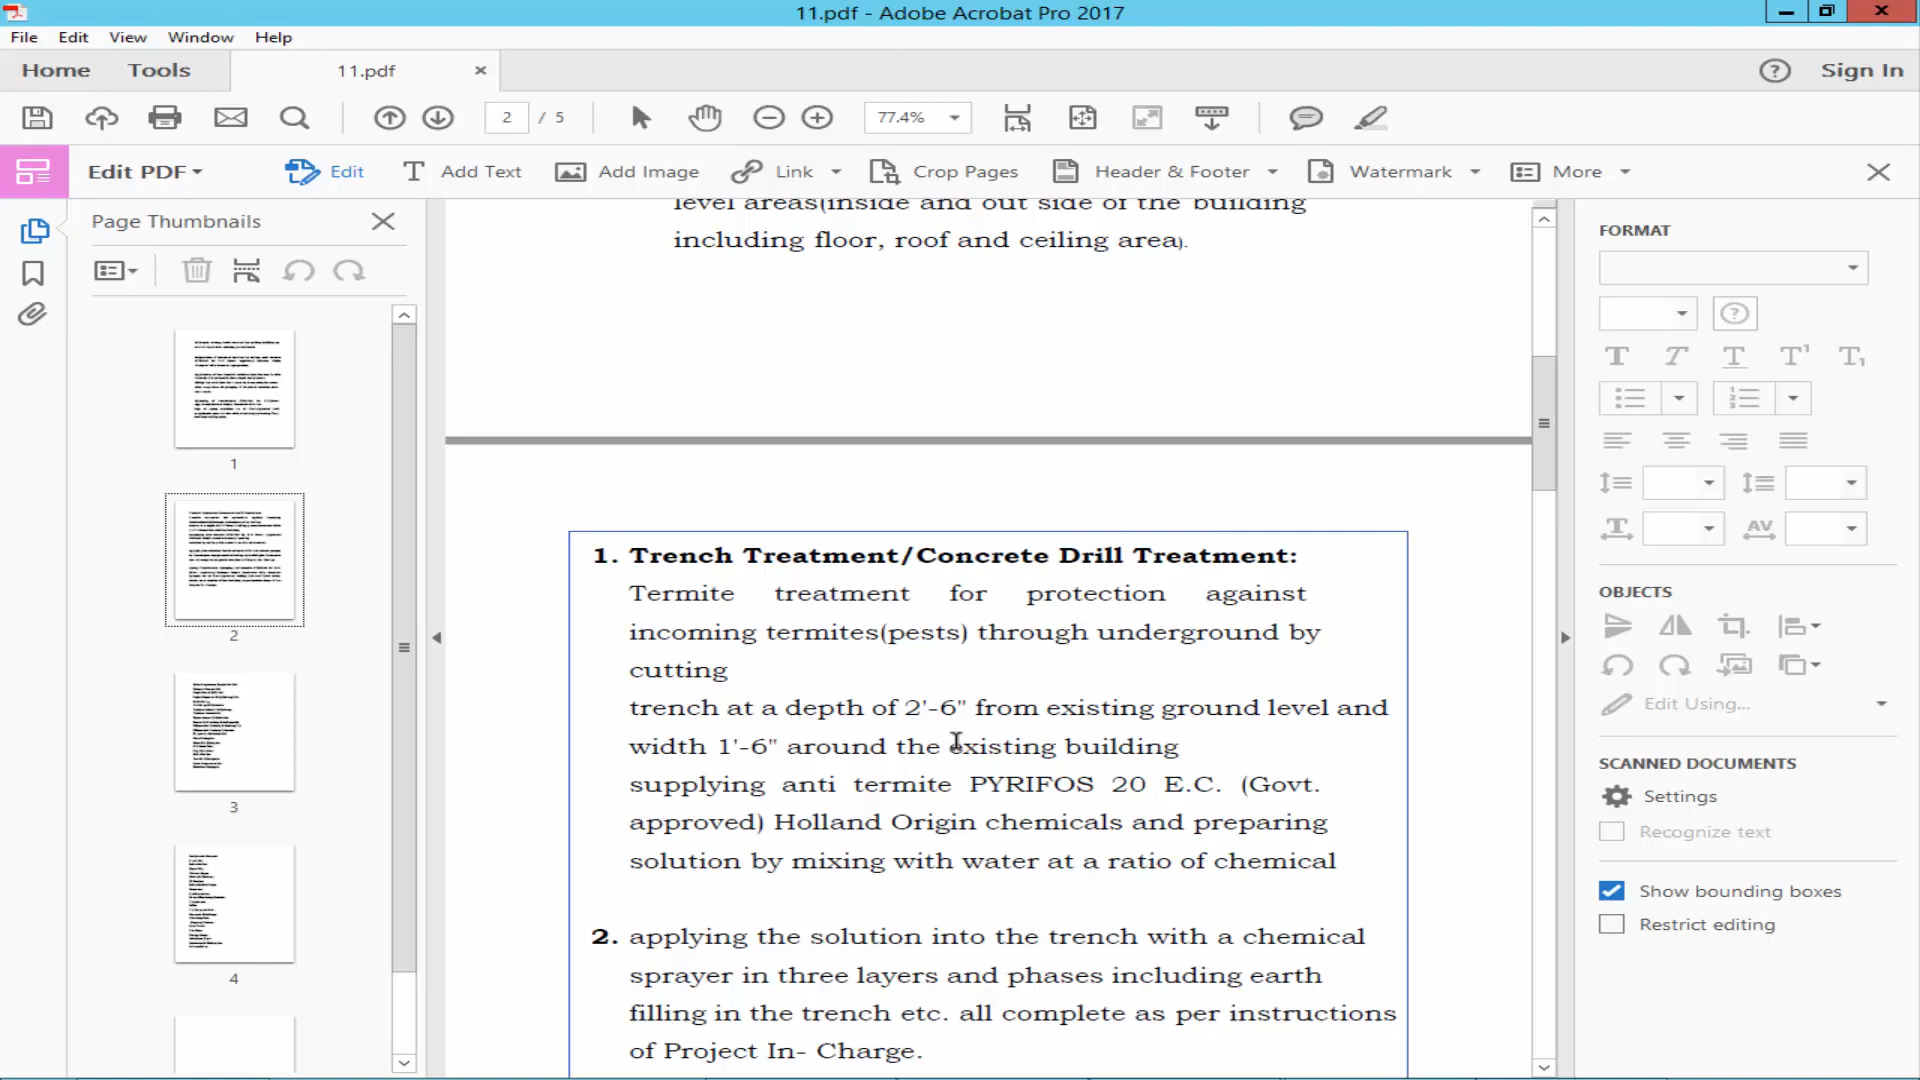 11.pdf - Adobe Acrobat Pro 2017
File Edit View Window Help
Home Tools 11.pdf × Sign In
2 / 5 77.4%
Edit PDF Edit Add Text Add Image Link Crop Pages Header & Footer Watermark More
Page Thumbnails
1
2
3
4
level areas(inside and out side of the building
including floor, roof and ceiling area).
1. Trench Treatment/Concrete Drill Treatment:
Termite treatment for protection against
incoming termites(pests) through underground by
cutting
trench at a depth of 2'-6" from existing ground level and
width 1'-6" around the existing building
supplying anti termite PYRIFOS 20 E.C. (Govt.
approved) Holland Origin chemicals and preparing
solution by mixing with water at a ratio of chemical
2. applying the solution into the trench with a chemical
sprayer in three layers and phases including earth
filling in the trench etc. all complete as per instructions
of Project In- Charge.
FORMAT
OBJECTS
Edit Using...
SCANNED DOCUMENTS
Settings
Recognize text
Show bounding boxes
Restrict editing